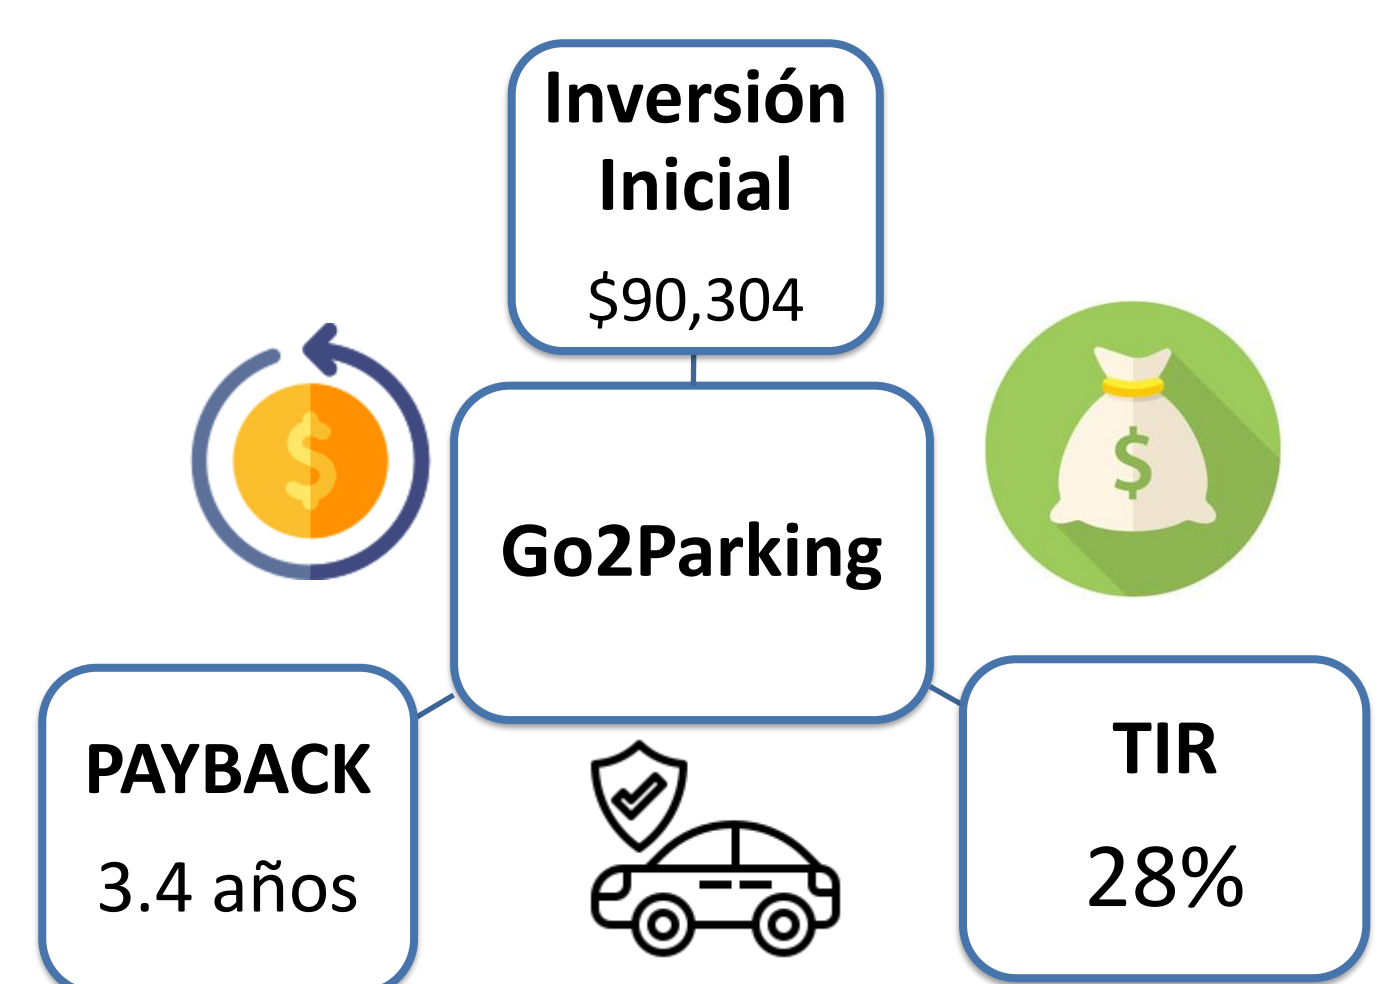 Inversión
Inicial
$90,304
$
$
Go2Parking
PAYBACK
3.4 años
TIR
28%